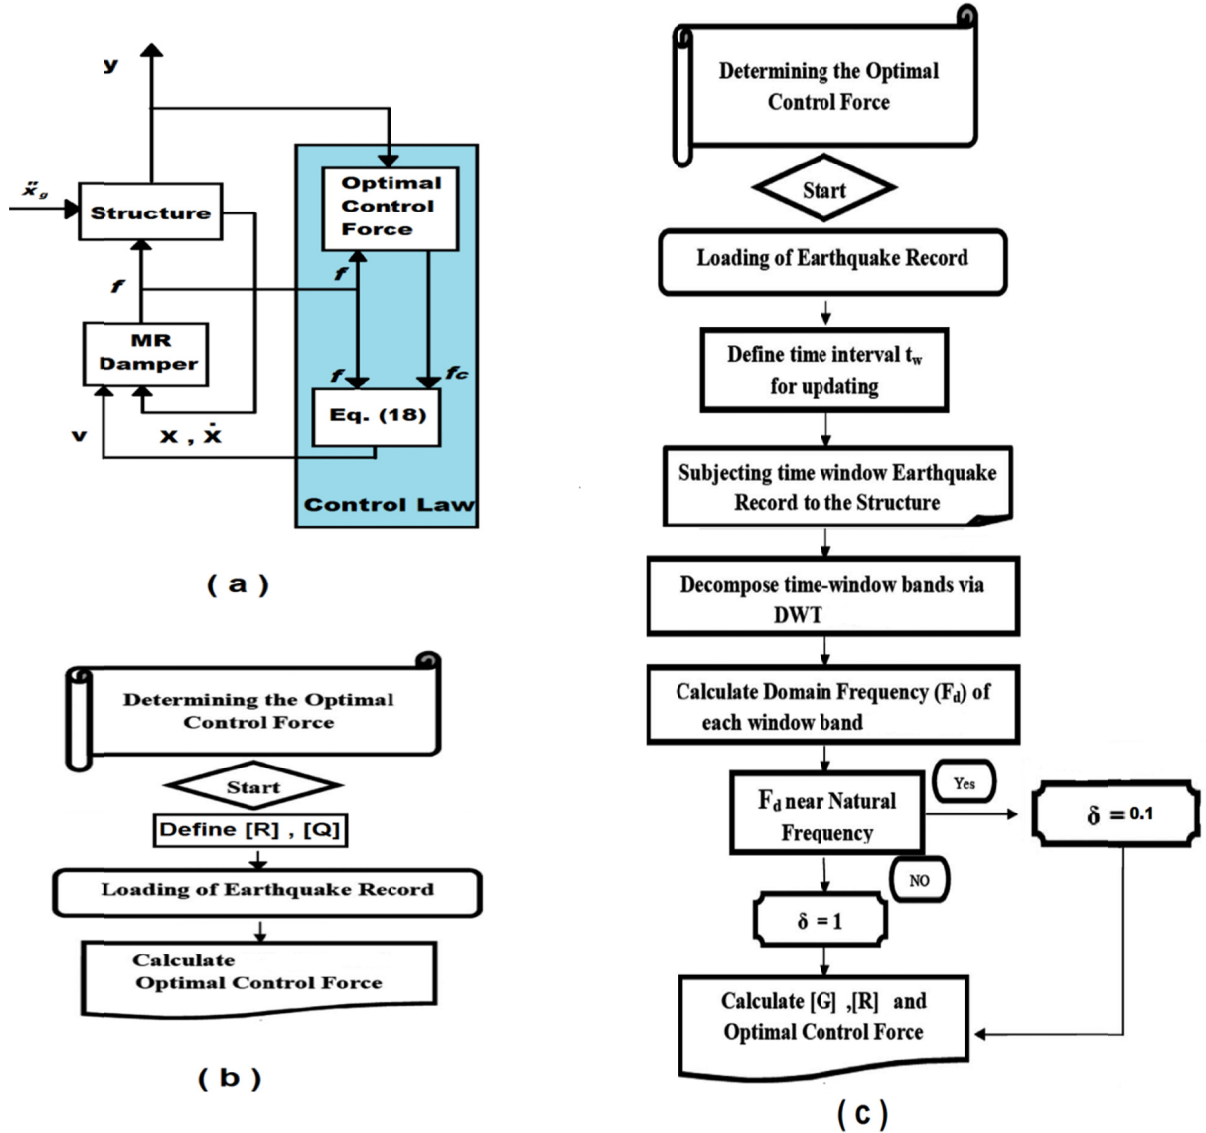 y
ẍg
Structure
f
MR
Damper
v
x , ẋ
Optimal
Control
Force
f
f
fc
Eq. (18)
Control Law
( a )
Determining the Optimal
Control Force
Start
Define [R] , [Q]
Loading of Earthquake Record
Calculate
Optimal Control Force
( b )
Determining the Optimal
Control Force
Start
Loading of Earthquake Record
Define time interval tw
for updating
Subjecting time window Earthquake
Record to the Structure
Decompose time-window bands via
DWT
Calculate Domain Frequency (Fd) of
each window band
Fd near Natural
Frequency
Yes
δ = 0.1
NO
δ = 1
Calculate [G] ,[R] and
Optimal Control Force
( c )